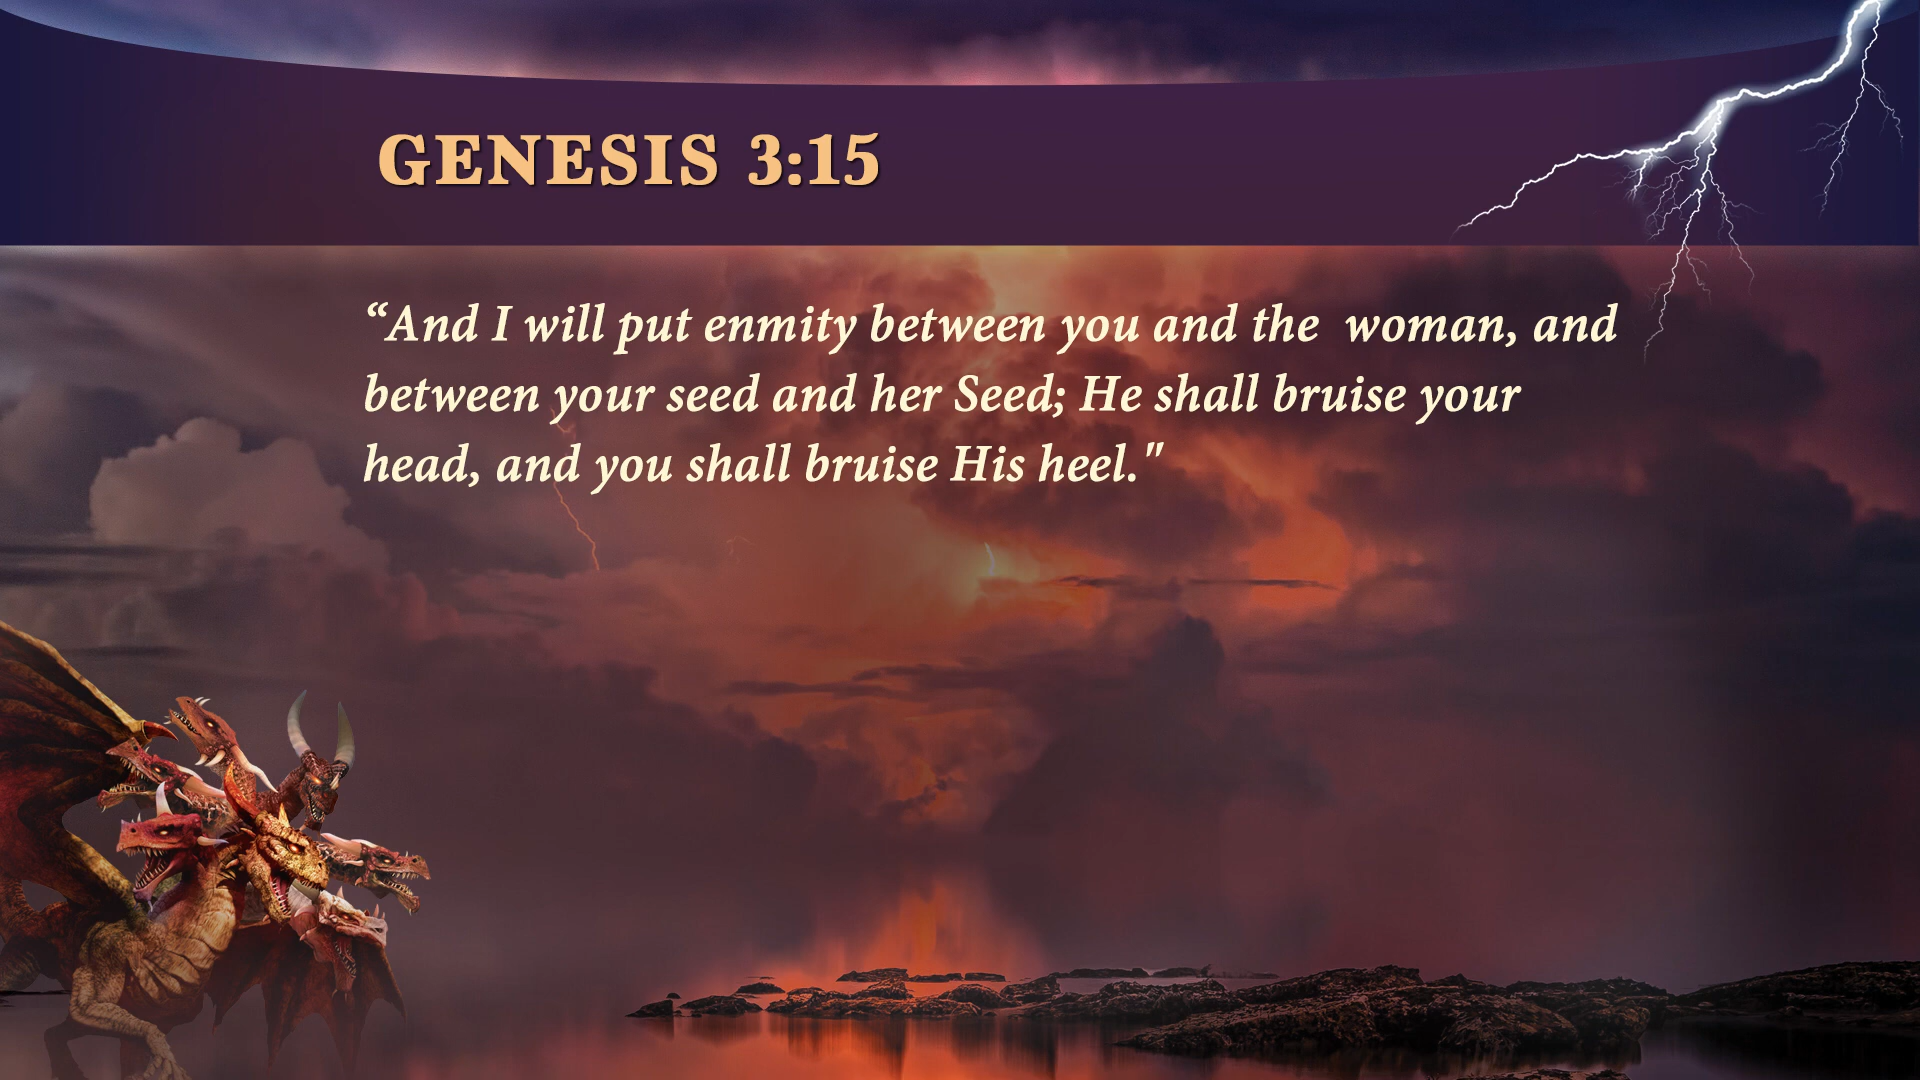 GENESIS 3:15
“And I will put enmity between you and the  woman, and
between your seed and her Seed; He shall bruise your
head, and you shall bruise His heel."